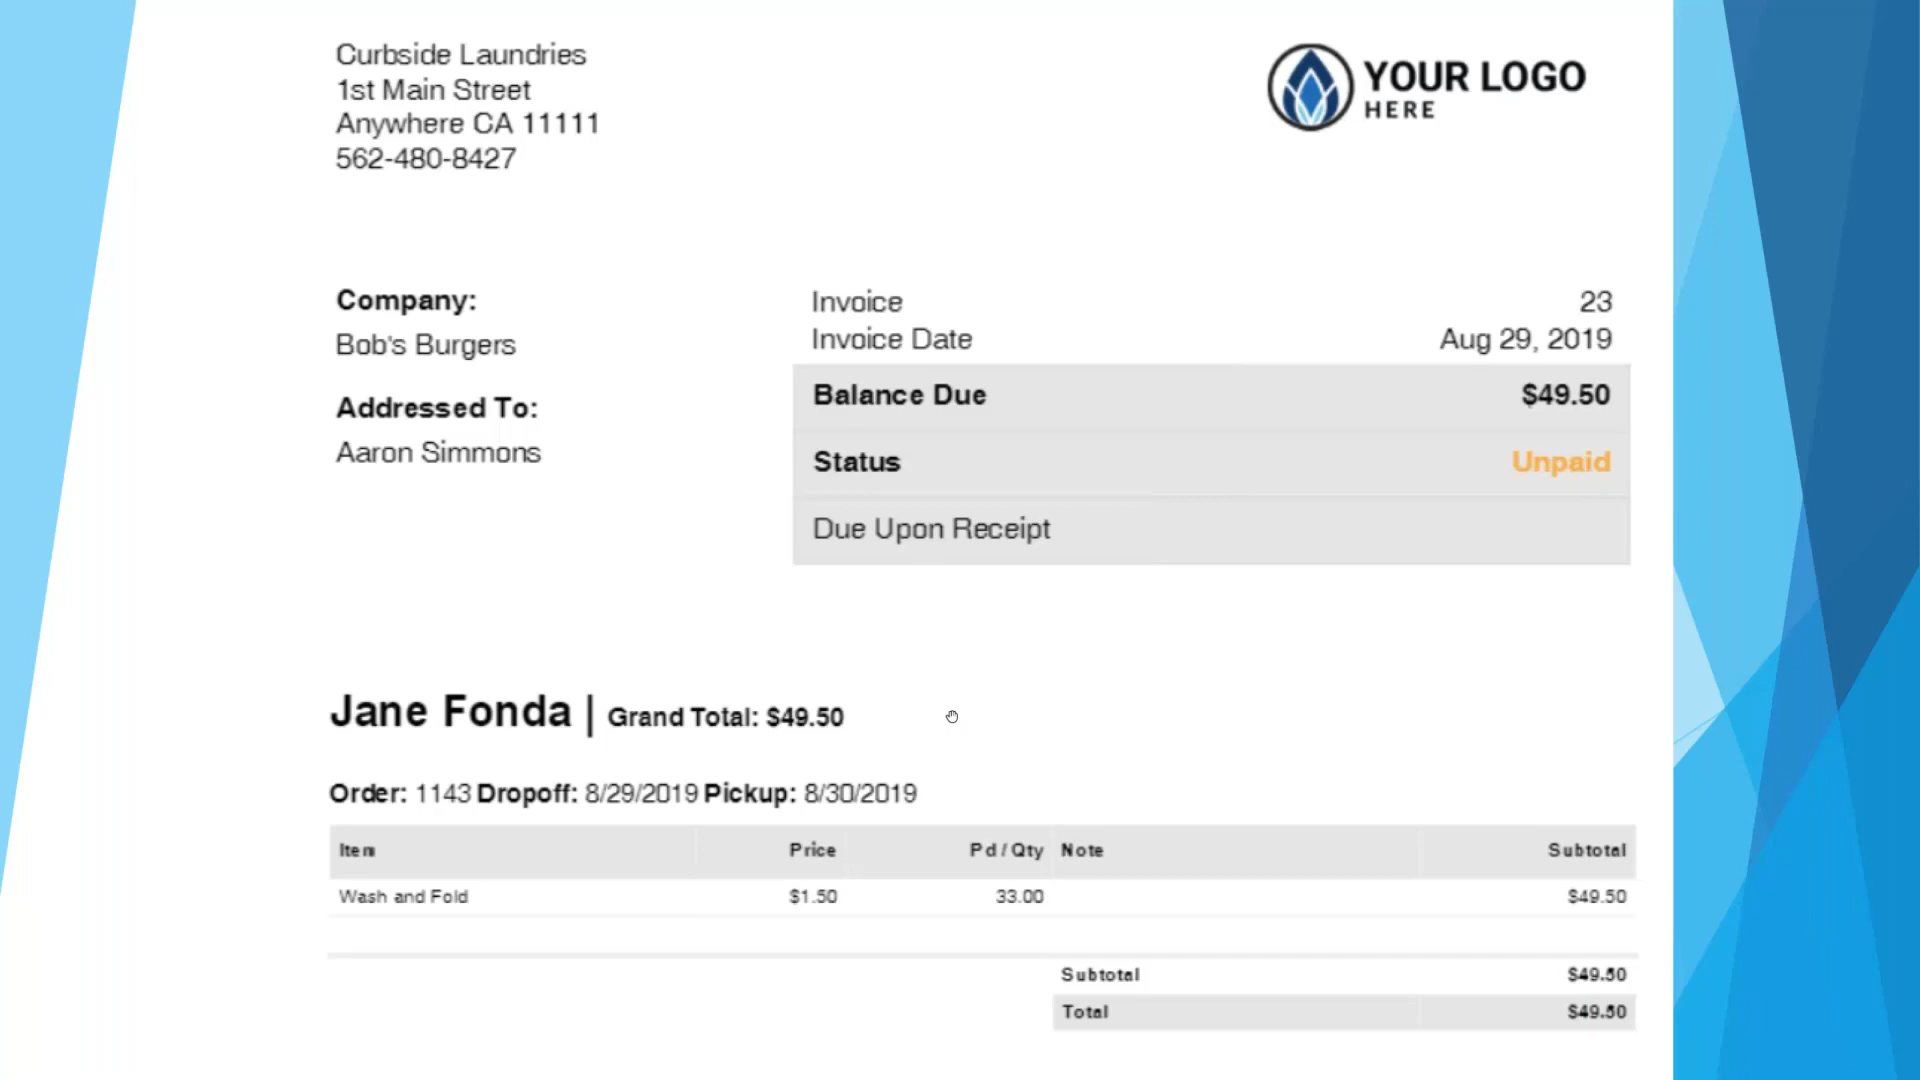 Curbside Laundries
1st Main Street
Anywhere CA 11111
562-480-8427
YOUR LOGO
HERE
Company:
Bob's Burgers
Addressed To:
Aaron Simmons
Invoice 23
Invoice Date Aug 29, 2019
Balance Due $49.50
Status Unpaid
Due Upon Receipt
Jane Fonda | Grand Total: $49.50
Order: 1143 Dropoff: 8/29/2019 Pickup: 8/30/2019
Item Price Pd / Qty Note Subtotal
Wash and Fold $1.50 33.00 $49.50
Subtotal $49.50
Total $49.50